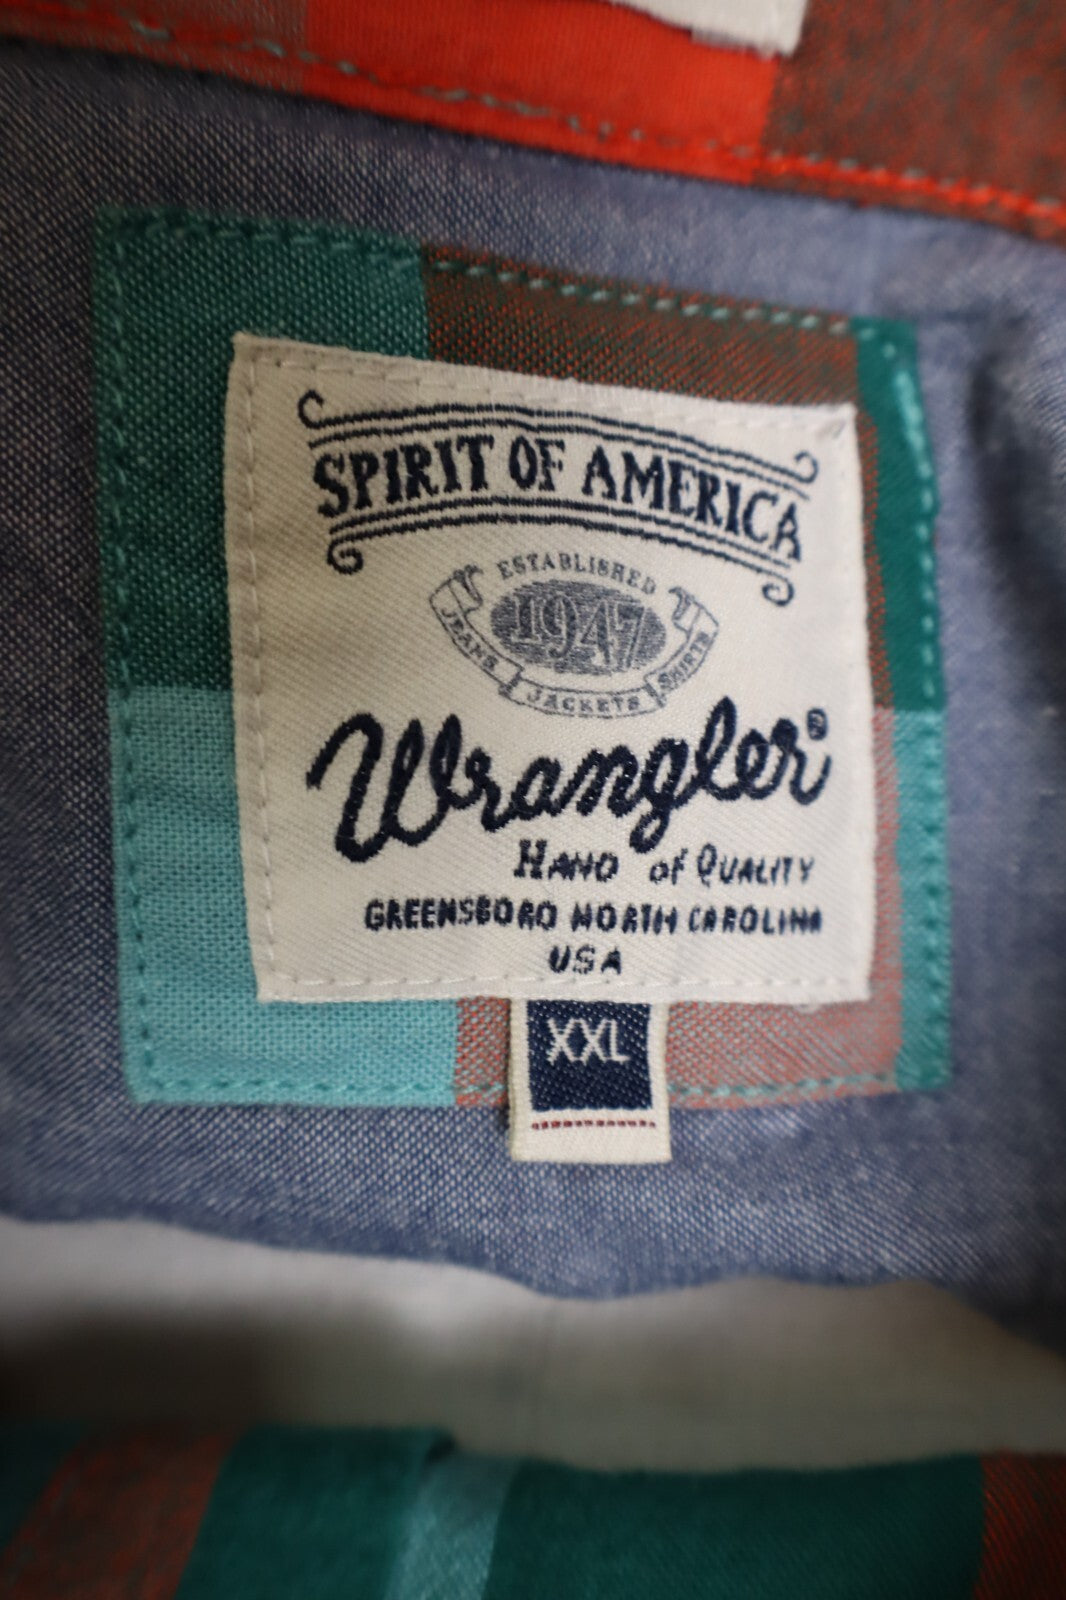 SPIRIT OF AMERICA
ESTABLISHED
1947
JEANS JACKETS SHIRTS
Wrangler®
HAND of QUALITY
GREENSBORO NORTH CAROLINA
USA
XXL